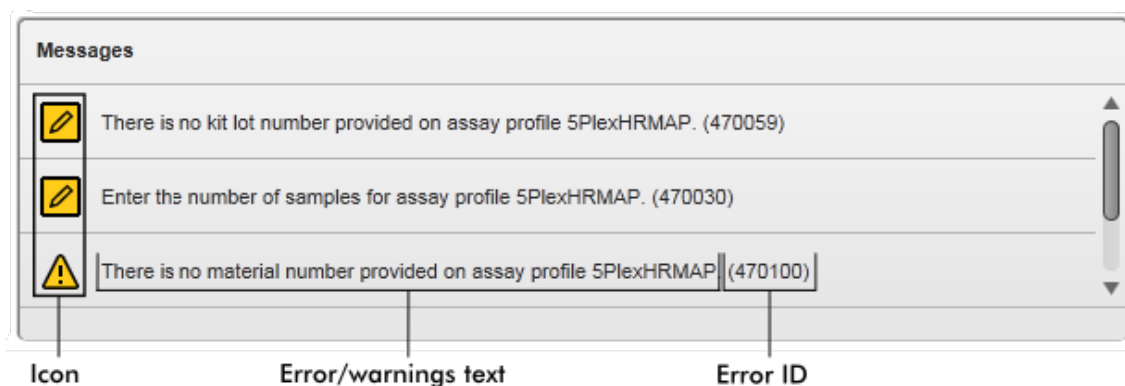 Messages
There is no kit lot number provided on assay profile 5PlexHRMAP. (470059)
Enter the number of samples for assay profile 5PlexHRMAP. (470030)
There is no material number provided on assay profile 5PlexHRMAP. (470100)
Icon Error/warnings text Error ID